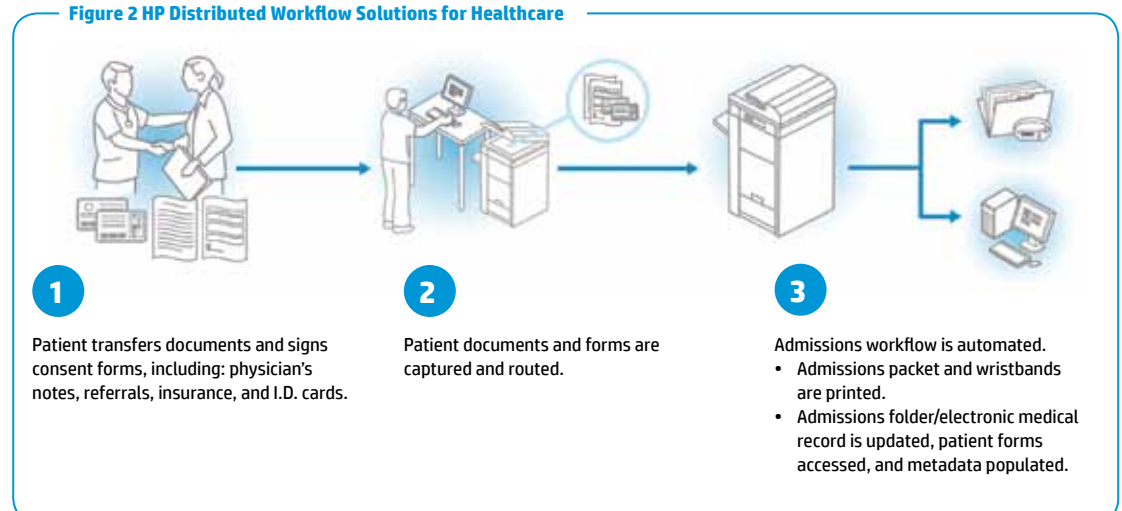 Figure 2 HP Distributed Workflow Solutions for Healthcare
1
Patient transfers documents and signs
consent forms, including: physician's
notes, referrals, insurance, and I.D. cards.
2
Patient documents and forms are
captured and routed.
3
Admissions workflow is automated.
• Admissions packet and wristbands
are printed.
• Admissions folder/electronic medical
record is updated, patient forms
accessed, and metadata populated.